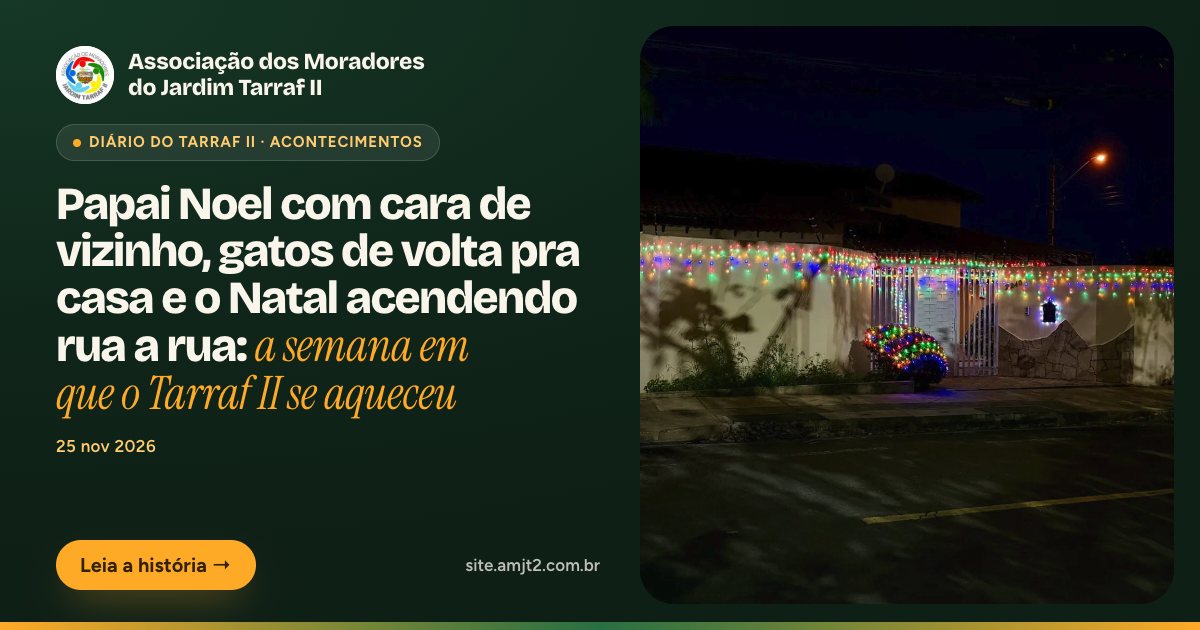 Associação dos Moradores
do Jardim Tarraf II
DIÁRIO DO TARRAF II · ACONTECIMENTOS
Papai Noel com cara de
vizinho, gatos de volta pra
casa e o Natal acendendo
rua a rua: a semana em
que o Tarraf II se aqueceu
25 nov 2026
Leia a história →
site.amjt2.com.br